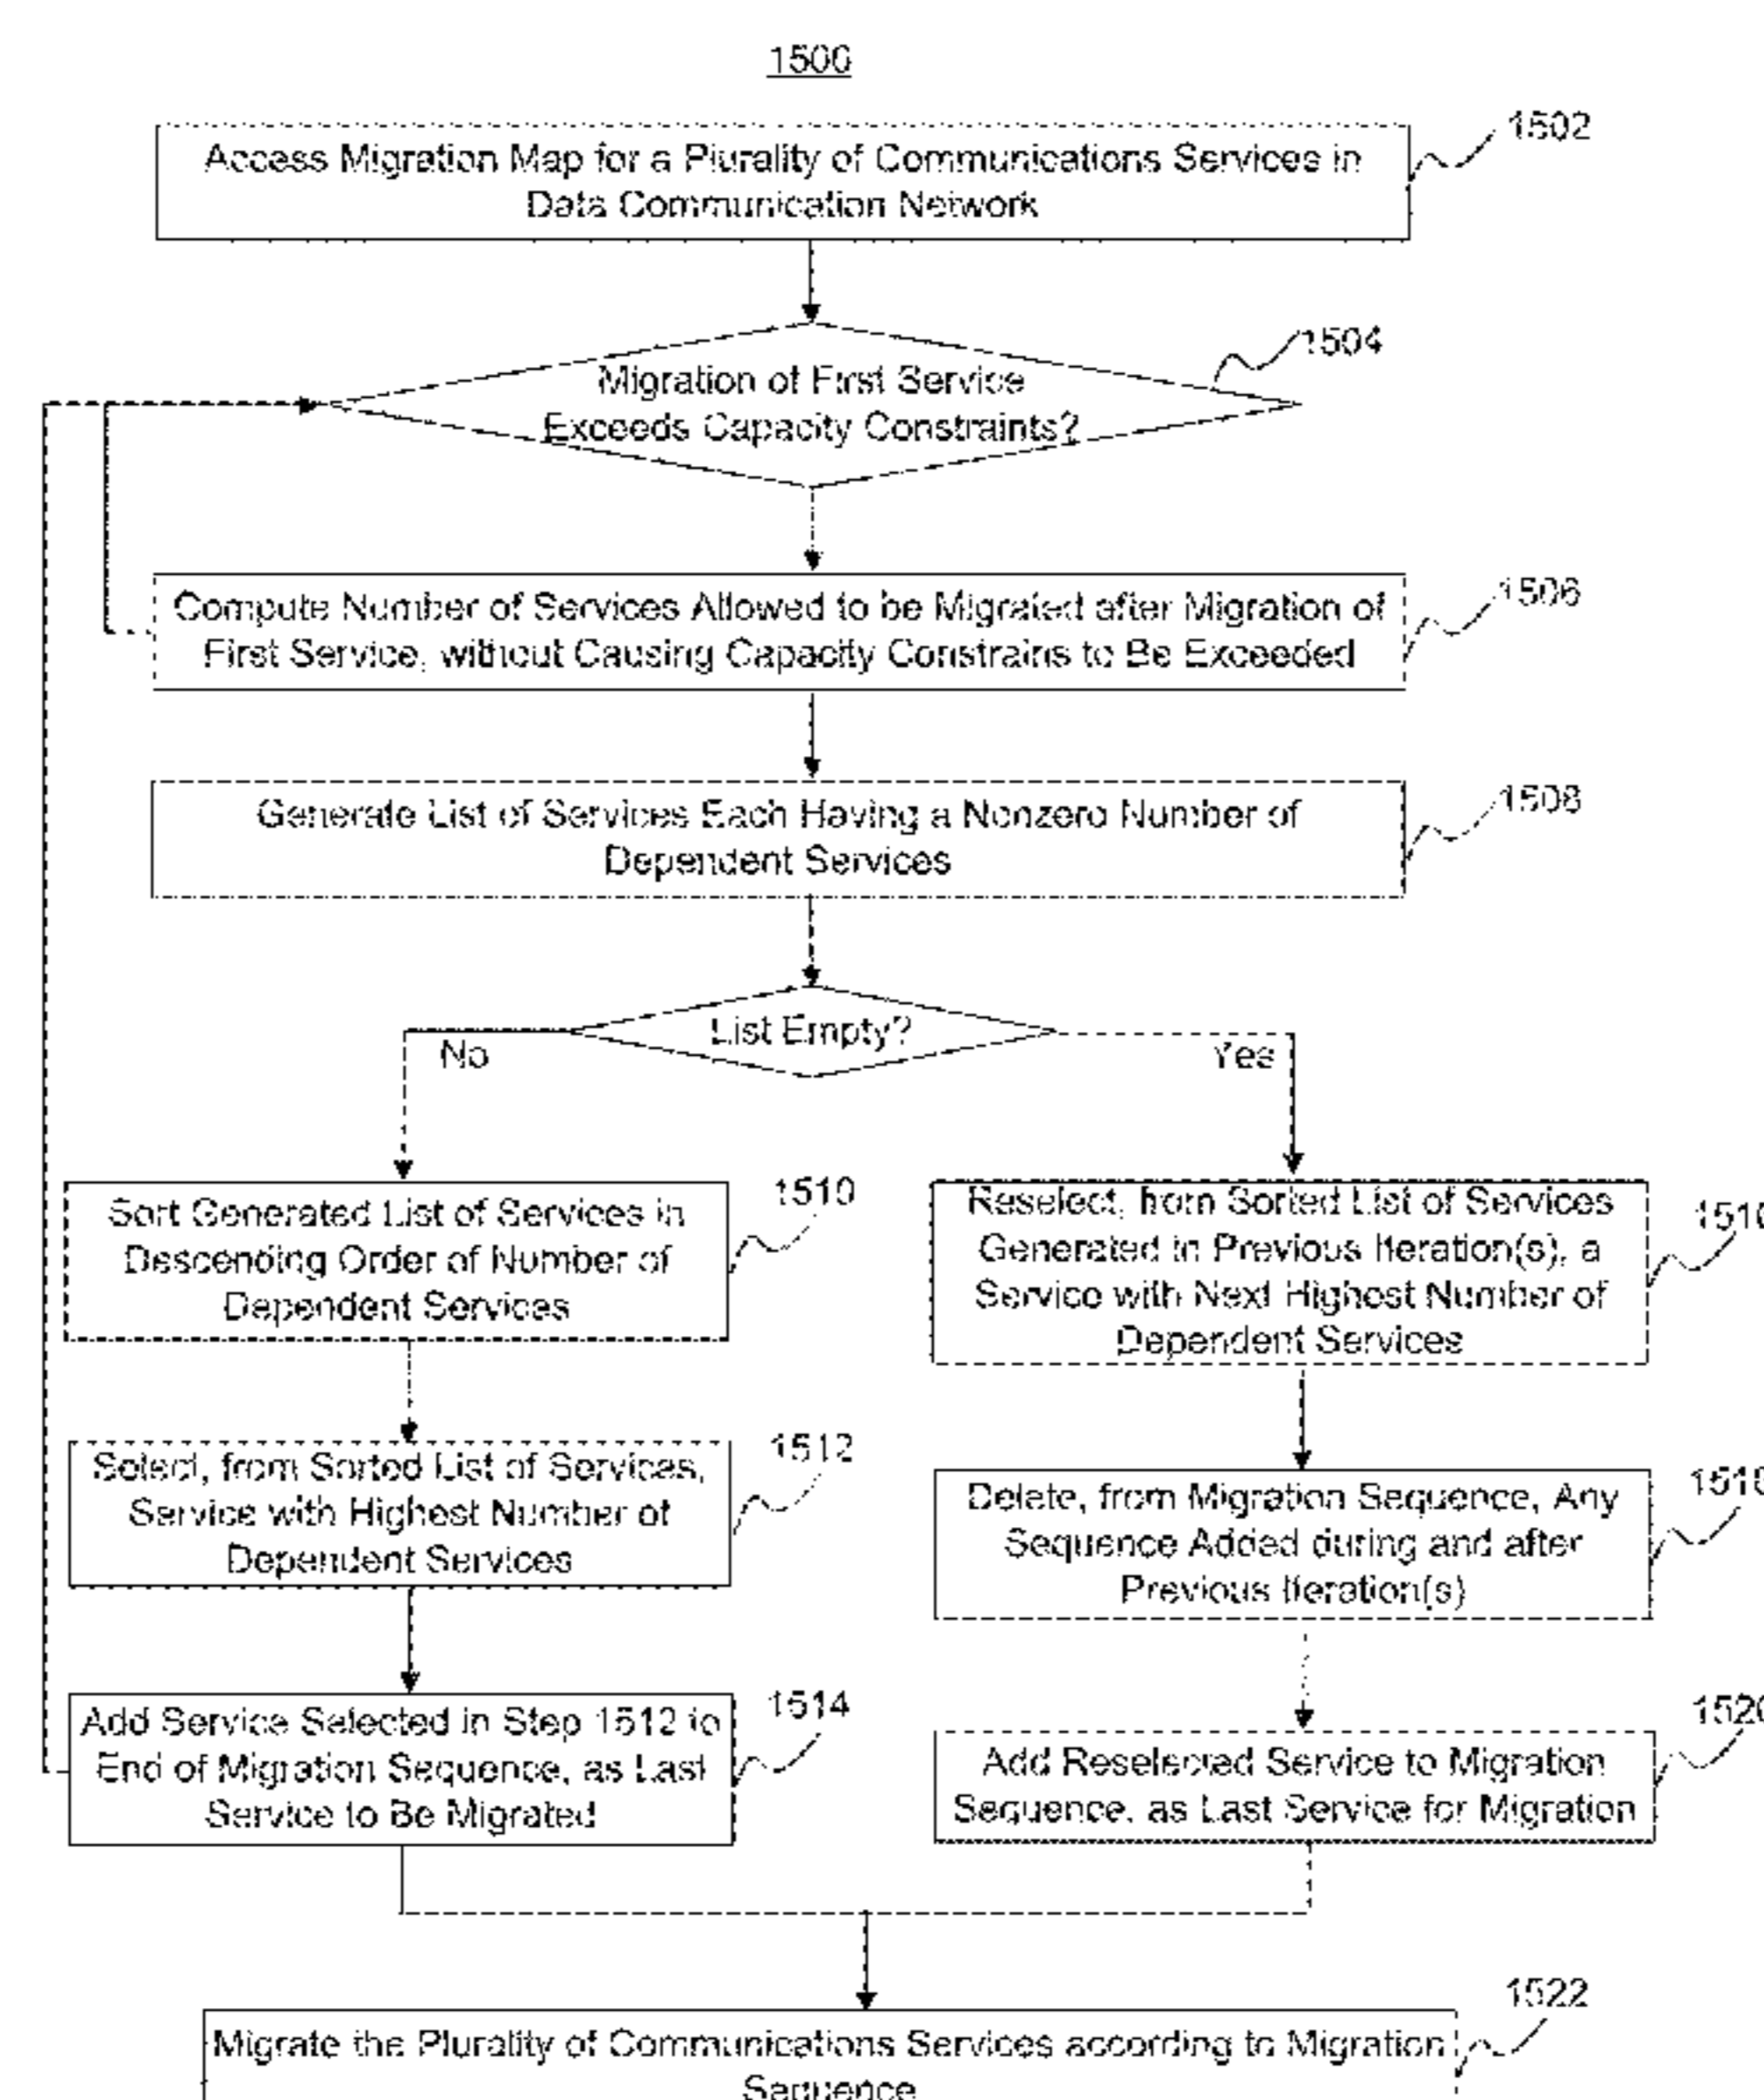 1500
1502
Access Migration Map for a Plurality of Communications Services in
Data Communication Network
1504
Migration of First Service
Exceeds Capacity Constraints?
1506
Compute Number of Services Allowed to be Migrated after Migration of
First Service, without Causing Capacity Constrains to Be Exceeded
1508
Generate List of Services Each Having a Nonzero Number of
Dependent Services
List Empty?
No
Yes
1510
Sort Generated List of Services in
Descending Order of Number of
Dependent Services
Reselect, from Sorted List of Services
Generated in Previous Iteration(s), a
Service with Next Highest Number of
Dependent Services
1512
Select, from Sorted List of Services,
Service with Highest Number of
Dependent Services
Delete, from Migration Sequence, Any
Sequence Added during and after
Previous Iteration(s)
1514
Add Service Selected in Step 1512 to
End of Migration Sequence, as Last
Service to Be Migrated
1520
Add Reselected Service to Migration
Sequence, as Last Service for Migration
1522
Migrate the Plurality of Communications Services according to Migration
Sequence